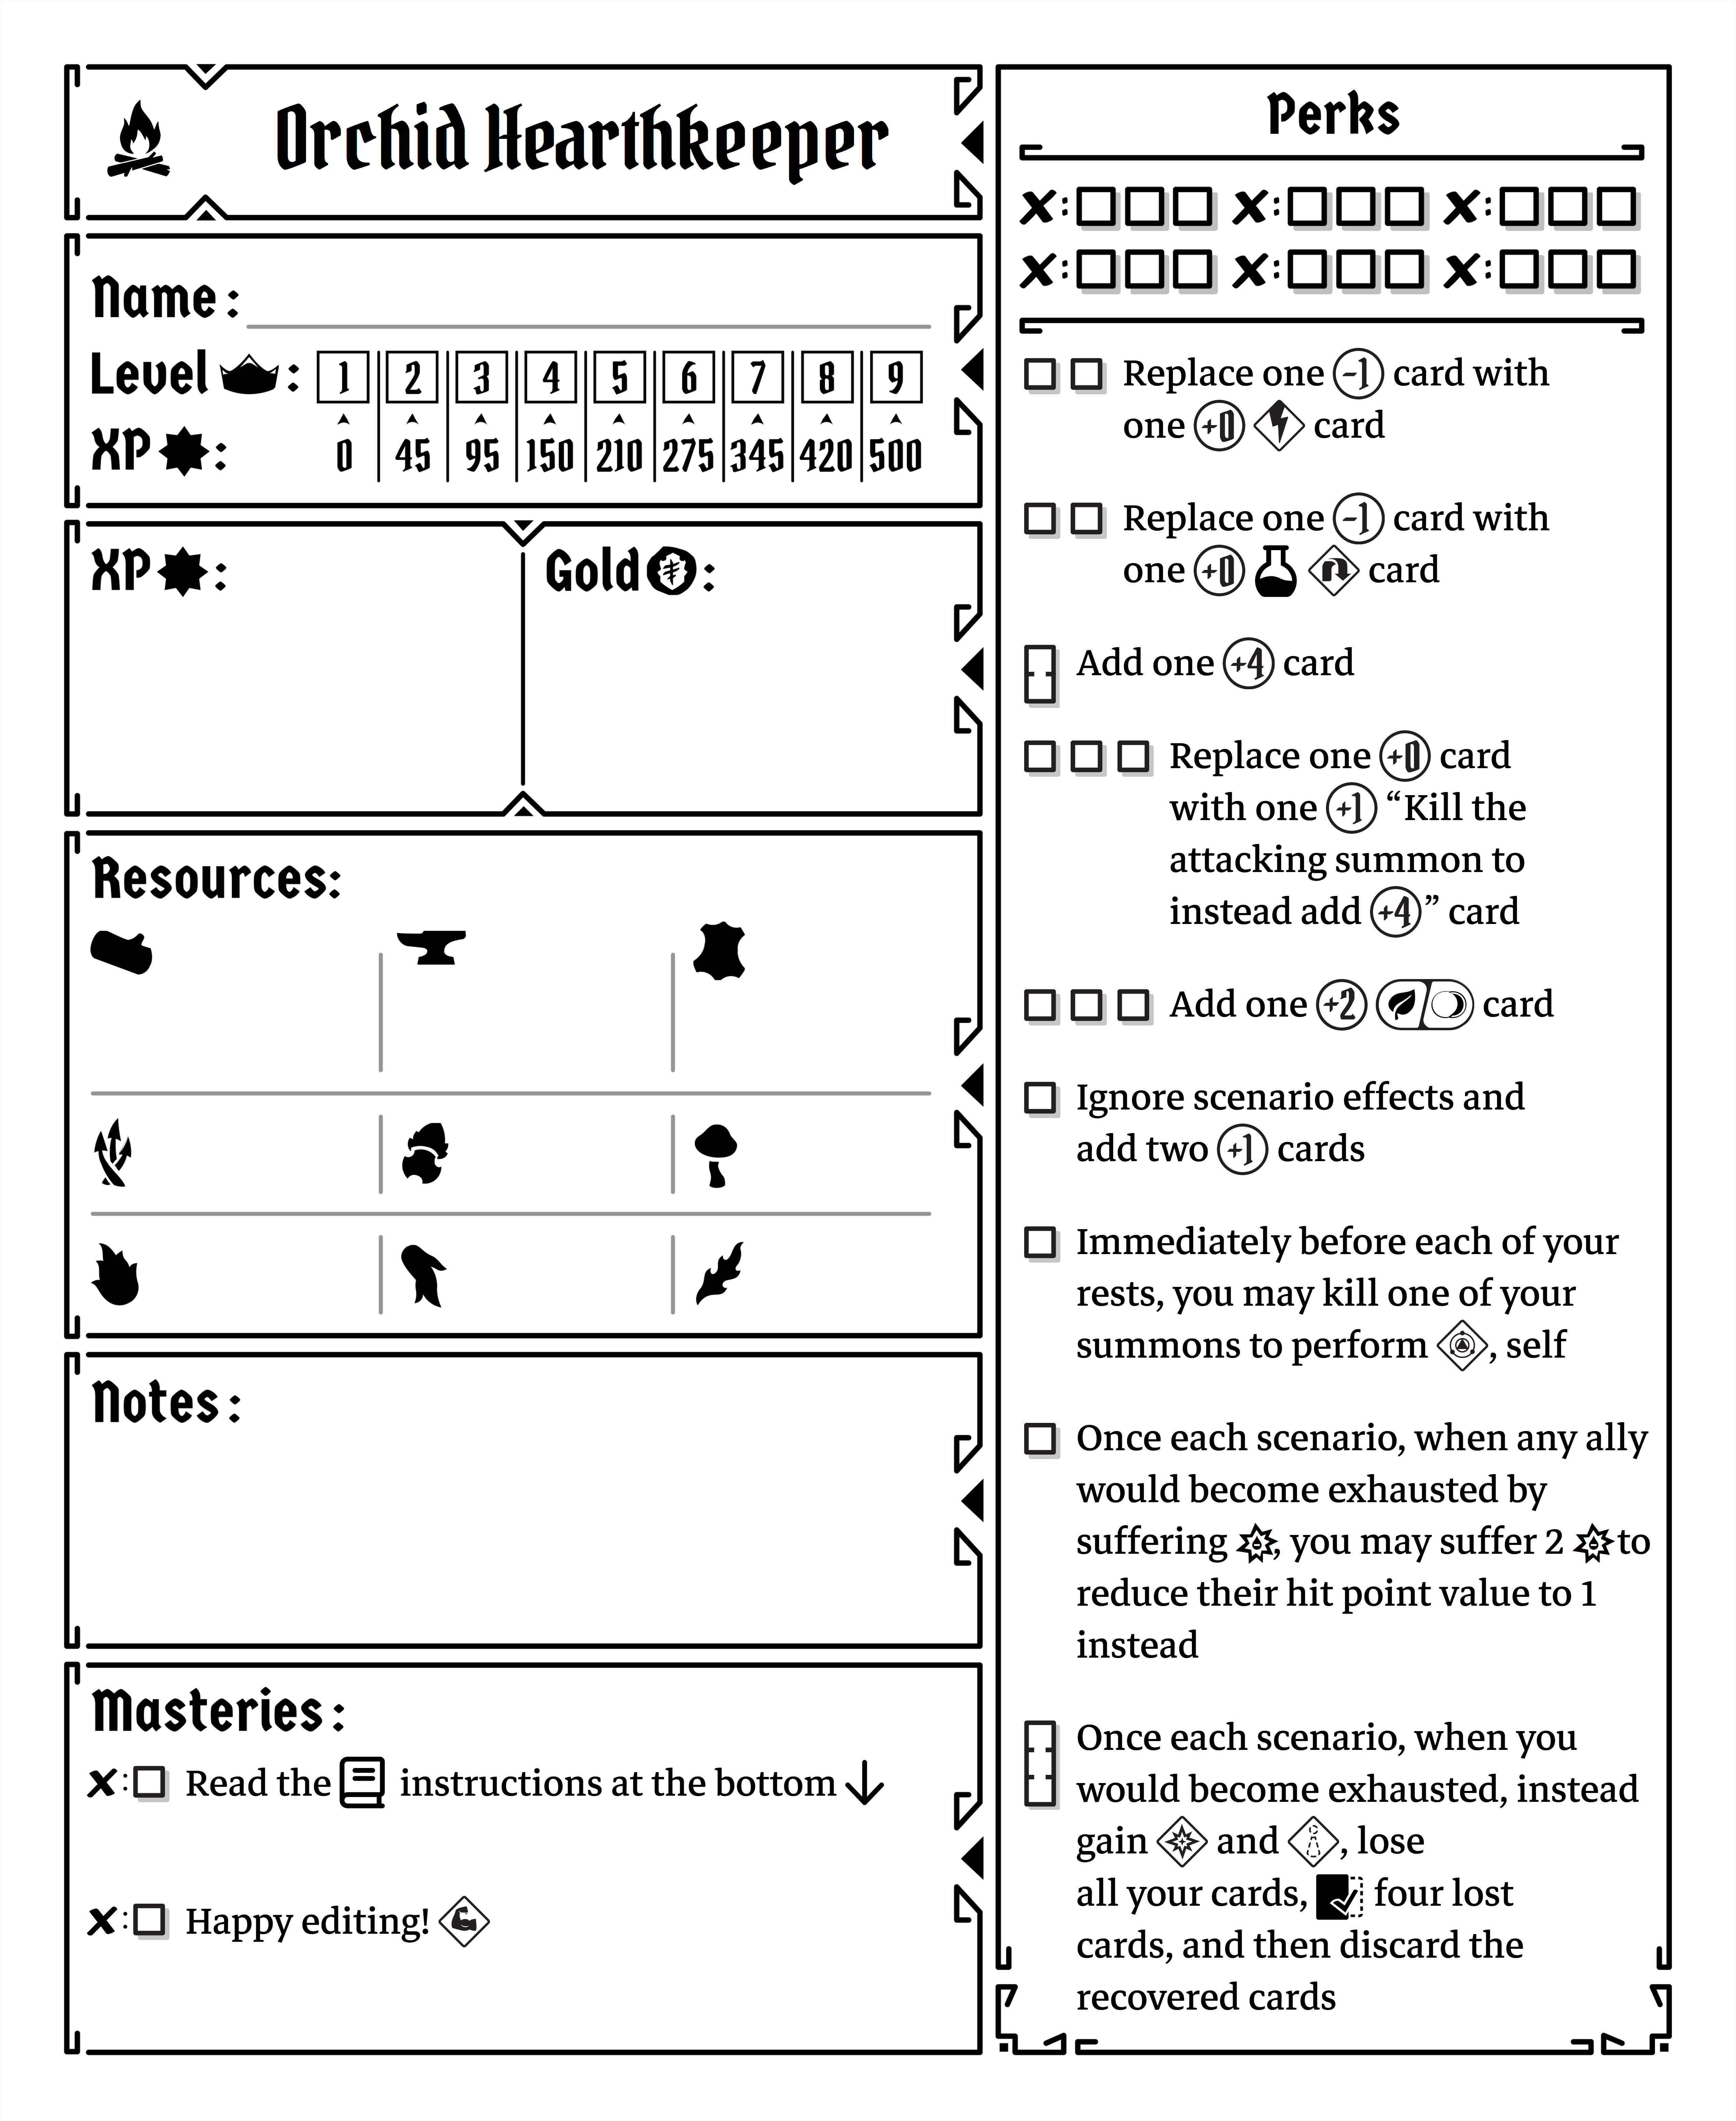 Orchid Hearthkeeper
Name:
Level: 1 2 3 4 5 6 7 8 9
XP: 0 45 95 150 210 275 345 420 500
XP:
Gold:
Resources:
Notes:
Masteries:
Read the instructions at the bottom
Happy editing!
Perks
Replace one -1 card with
one +0 card
Replace one -1 card with
one +0 card
Add one +4 card
Replace one +0 card
with one +1 “Kill the
attacking summon to
instead add +4” card
Add one +2 card
Ignore scenario effects and
add two +1 cards
Immediately before each of your
rests, you may kill one of your
summons to perform , self
Once each scenario, when any ally
would become exhausted by
suffering , you may suffer 2 to
reduce their hit point value to 1
instead
Once each scenario, when you
would become exhausted, instead
gain and , lose
all your cards, four lost
cards, and then discard the
recovered cards